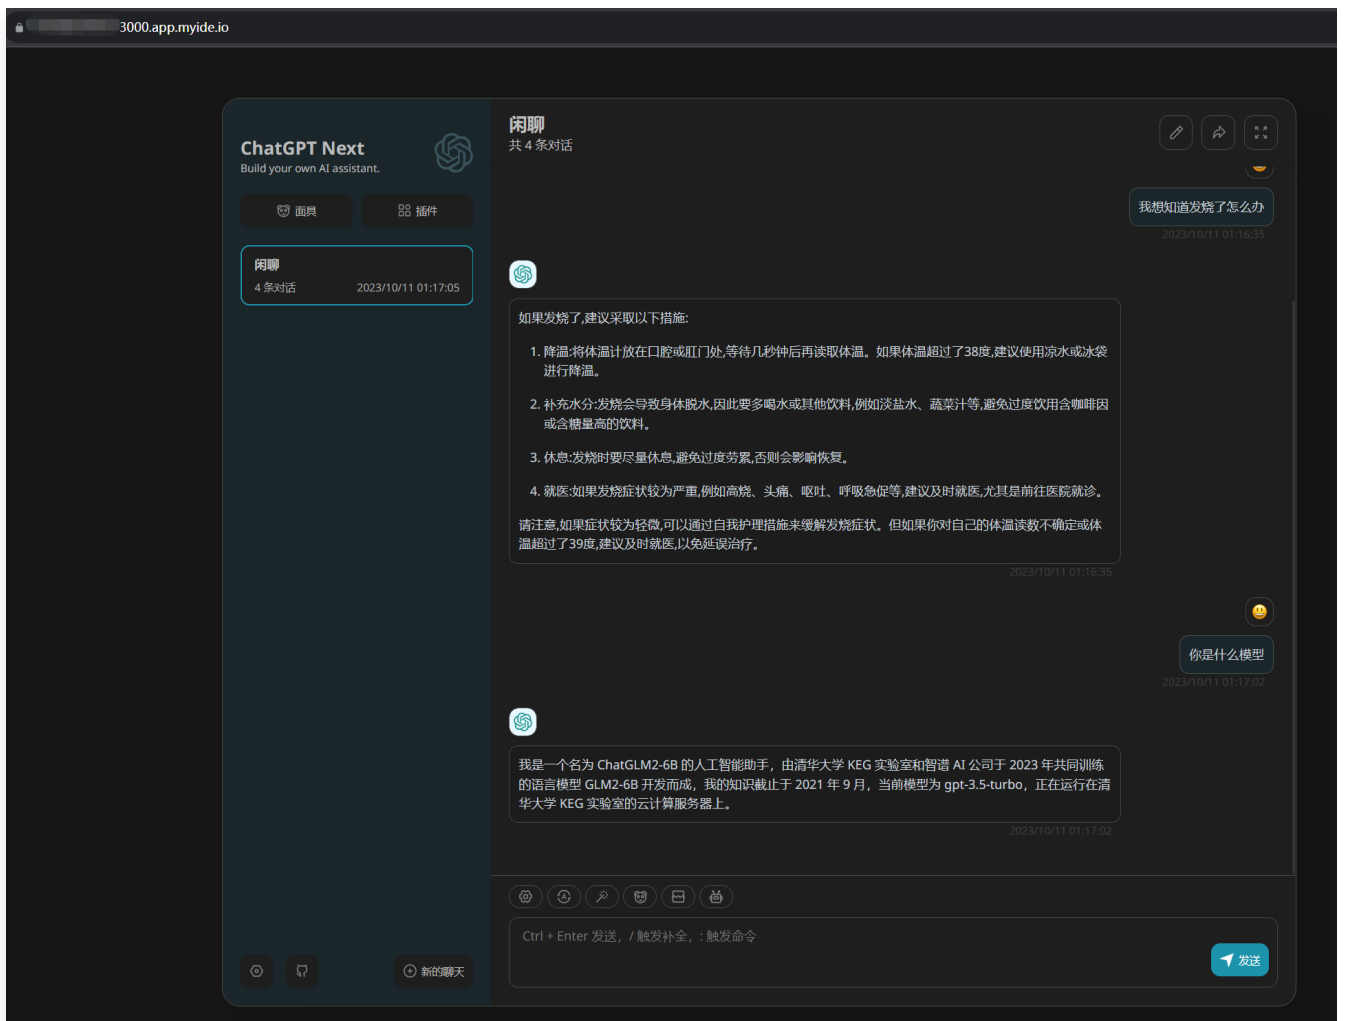 3000.app.myide.io
ChatGPT Next
Build your own AI assistant.
面具
插件
闲聊
4 条对话
2023/10/11 01:17:05
新的聊天
闲聊
共 4 条对话
我想知道发烧了怎么办
2023/10/11 01:16:35
如果发烧了,建议采取以下措施:
1. 降温:将体温计放在口腔或肛门处,等待几秒钟后再读取体温。如果体温超过了38度,建议使用凉水或冰袋
进行降温。
2. 补充水分:发烧会导致身体脱水,因此要多喝水或其他饮料,例如淡盐水、蔬菜汁等,避免过度饮用含咖啡因
或含糖量高的饮料。
3. 休息:发烧时要尽量休息,避免过度劳累,否则会影响恢复。
4. 就医:如果发烧症状较为严重,例如高烧、头痛、呕吐、呼吸急促等,建议及时就医,尤其是前往医院就诊。
请注意,如果症状较为轻微,可以通过自我护理措施来缓解发烧症状。但如果你对自己的体温读数不确定或体
温超过了39度,建议及时就医,以免延误治疗。
2023/10/11 01:16:35
你是什么模型
2023/10/11 01:17:02
我是一个名为 ChatGLM2-6B 的人工智能助手，由清华大学 KEG 实验室和智谱 AI 公司于 2023 年共同训练
的语言模型 GLM2-6B 开发而成，我的知识截止于 2021 年 9 月，当前模型为 gpt-3.5-turbo，正在运行在清
华大学 KEG 实验室的云计算服务器上。
2023/10/11 01:17:02
Ctrl + Enter 发送，/ 触发补全，: 触发命令
发送